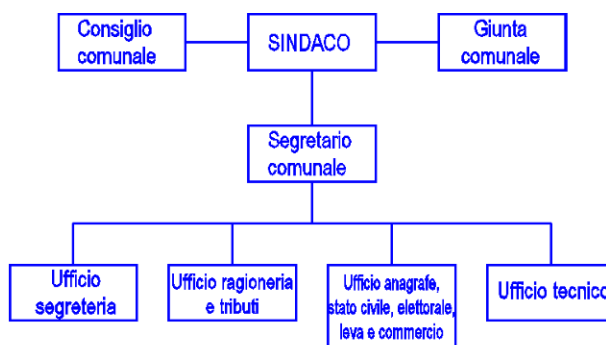 Consiglio
comunale
SINDACO
Giunta
comunale
Segretario
comunale
Ufficio
segreteria
Ufficio ragioneria
e tributi
Ufficio anagrafe,
stato civile, elettorale,
leva e commercio
Ufficio tecnico